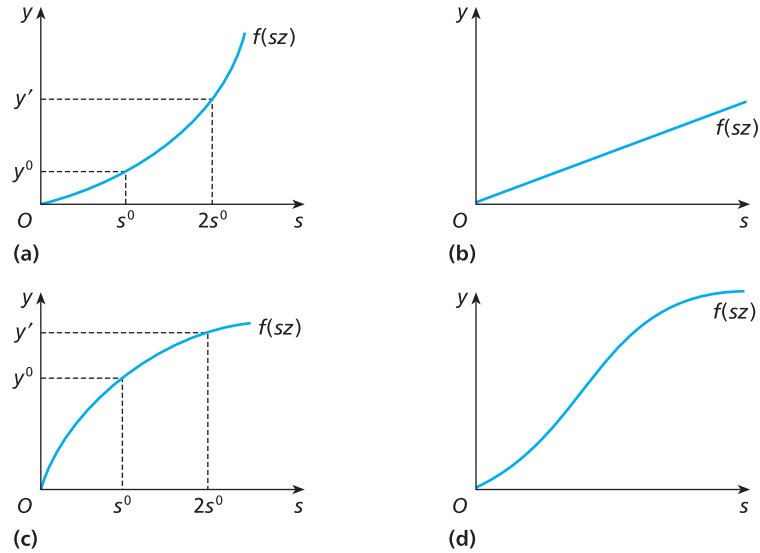 y
f(sz)
y′
y⁰
O
s⁰
2s⁰
s
(a)
y
f(sz)
O
s
(b)
y
y′
f(sz)
y⁰
O
s⁰
2s⁰
s
(c)
y
f(sz)
O
s
(d)